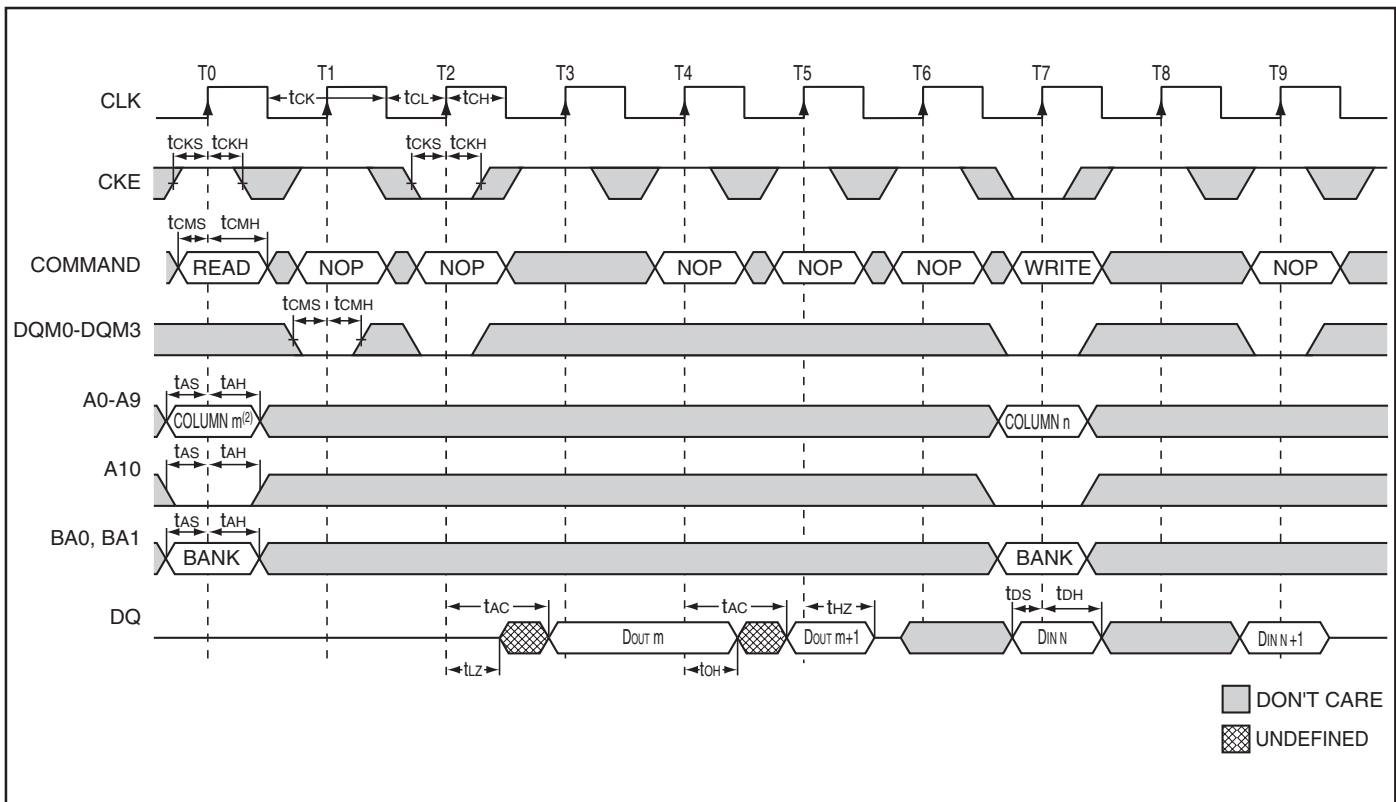 T0 T1 T2 T3 T4 T5 T6 T7 T8 T9
CLK tCK tCL tCH
tCKS tCKH tCKS tCKH
CKE
tCMS tCMH
COMMAND READ NOP NOP NOP NOP NOP WRITE NOP
tCMS tCMH
DQM0-DQM3
tAS tAH
A0-A9 COLUMN m(2) COLUMN n
tAS tAH
A10
tAS tAH
BA0, BA1 BANK BANK
tAC tAC tHZ tDS tDH
DQ DOUT m DOUT m+1 DIN N DIN N +1
tLZ tOH
DON'T CARE
UNDEFINED